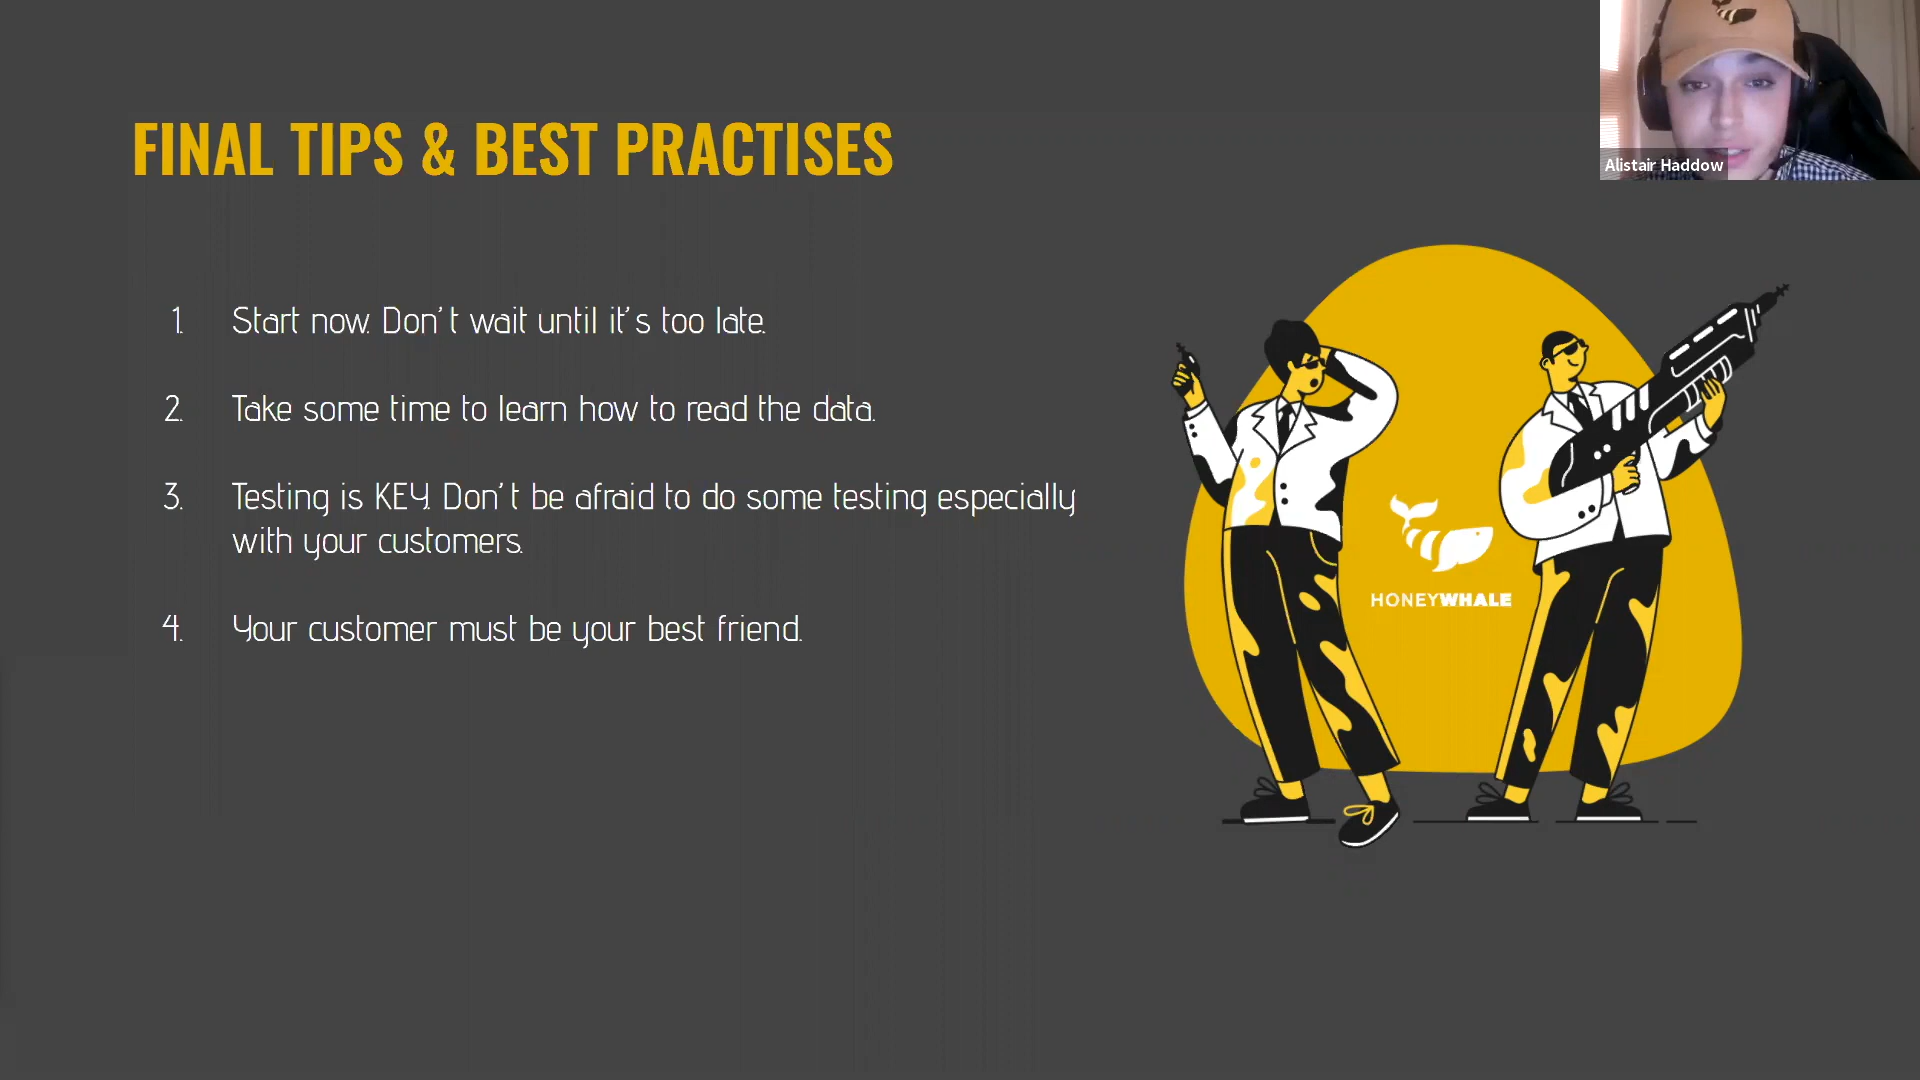 FINAL TIPS & BEST PRACTISES
Alistair Haddow
1. Start now. Don't wait until it's too late.
2. Take some time to learn how to read the data.
3. Testing is KEY. Don't be afraid to do some testing especially
with your customers.
4. Your customer must be your best friend.
HONEYWHALE